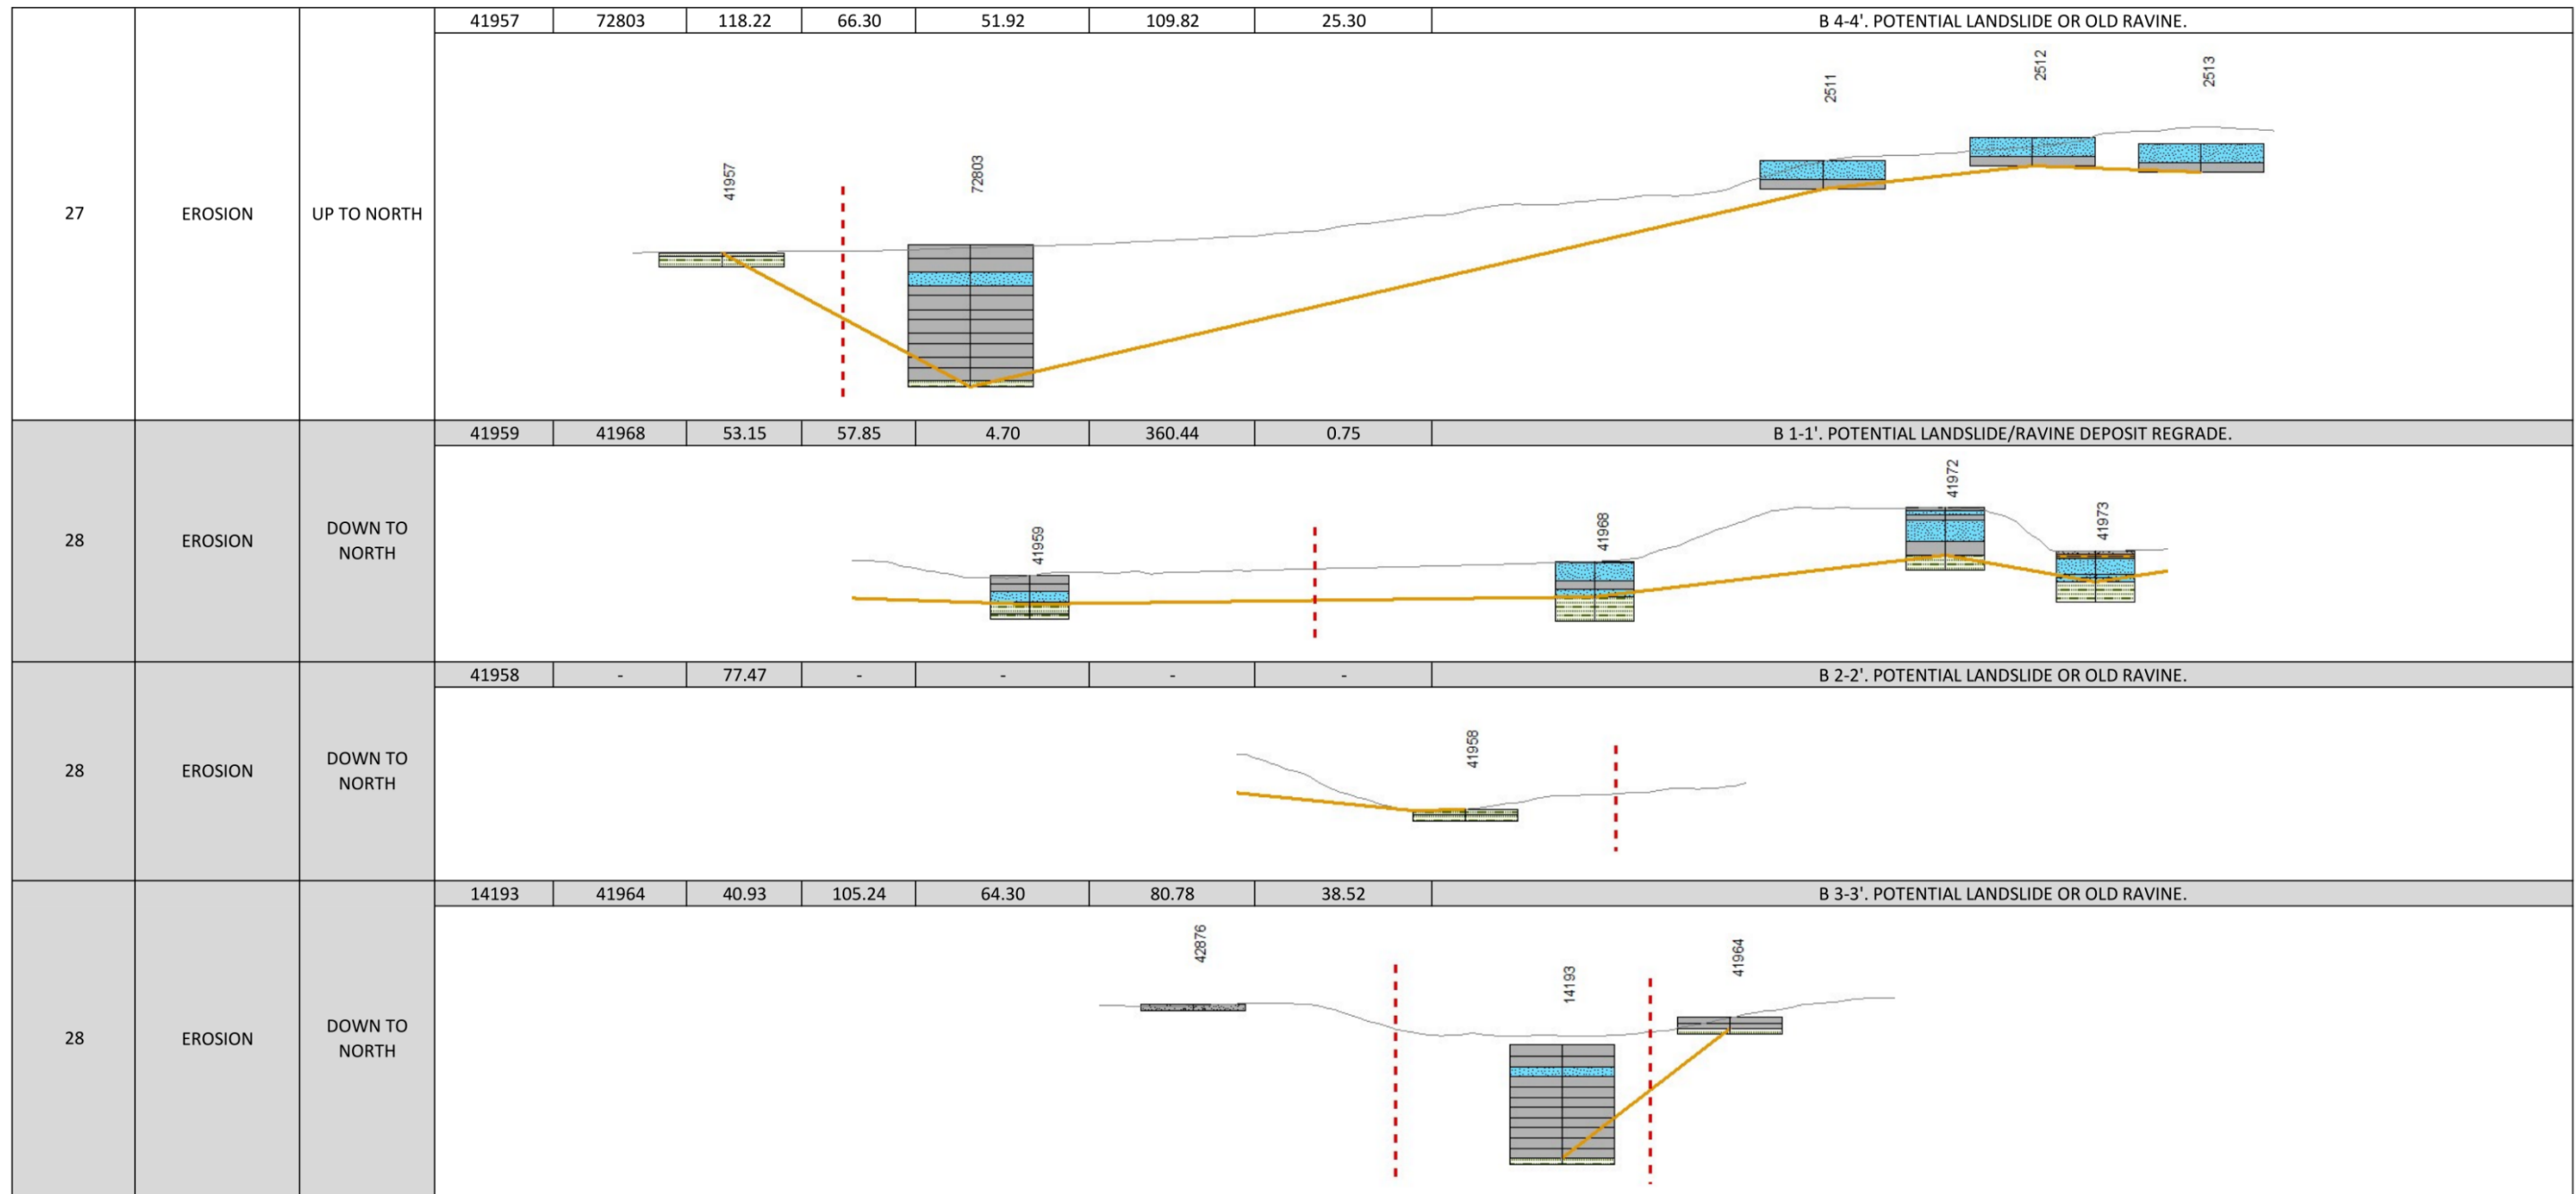 41957 72803 118.22 66.30 51.92 109.82 25.30 B 4-4'. POTENTIAL LANDSLIDE OR OLD RAVINE.
27 EROSION UP TO NORTH
41957
72803
2511
2512
2513
41959 41968 53.15 57.85 4.70 360.44 0.75 B 1-1'. POTENTIAL LANDSLIDE/RAVINE DEPOSIT REGRADE.
28 EROSION DOWN TO
NORTH
41959
41968
41972
41973
41958 - 77.47 - - - - B 2-2'. POTENTIAL LANDSLIDE OR OLD RAVINE.
28 EROSION DOWN TO
NORTH
41958
14193 41964 40.93 105.24 64.30 80.78 38.52 B 3-3'. POTENTIAL LANDSLIDE OR OLD RAVINE.
28 EROSION DOWN TO
NORTH
42876
14193
41964